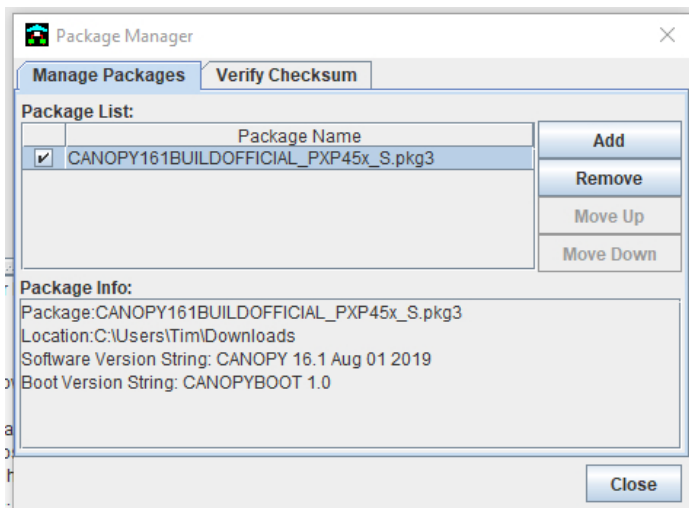 Package Manager
Manage Packages
Verify Checksum
Package List:
Package Name
CANOPY161BUILDOFFICIAL_PXP45x_S.pkg3
Add
Remove
Move Up
Move Down
Package Info:
Package:CANOPY161BUILDOFFICIAL_PXP45x_S.pkg3
Location:C:\Users\Tim\Downloads
Software Version String: CANOPY 16.1 Aug 01 2019
Boot Version String: CANOPYBOOT 1.0
Close